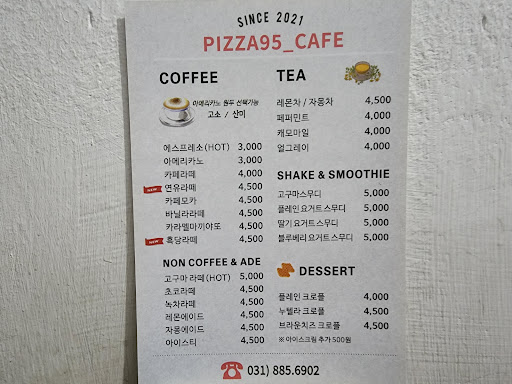 SINCE 2021
PIZZA95_CAFE
COFFEE
아메리카노 원두 선택가능
고소 / 산미
에스프레소(HOT) 3,000
아메리카노 3,000
카페라떼 4,000
NEW 연유라떼 4,500
카페모카 4,500
바닐라라떼 4,500
카라멜마끼야또 4,500
NEW 흑당라떼 4,500
NON COFFEE & ADE
고구마 라떼(HOT) 5,000
초코라떼 4,500
녹차라떼 4,500
레몬에이드 4,500
자몽에이드 4,500
아이스티 4,500
TEA
레몬차 / 자몽차 4,500
페퍼민트 4,000
캐모마일 4,000
얼그레이 4,000
SHAKE & SMOOTHIE
고구마스무디 5,000
플레인 요거트스무디 5,000
딸기 요거트스무디 5,000
블루베리 요거트스무디 5,000
DESSERT
플레인 크로플 4,000
누텔라 크로플 4,500
브라운치즈 크로플 4,500
※ 아이스크림 추가 500원
031) 885.6902